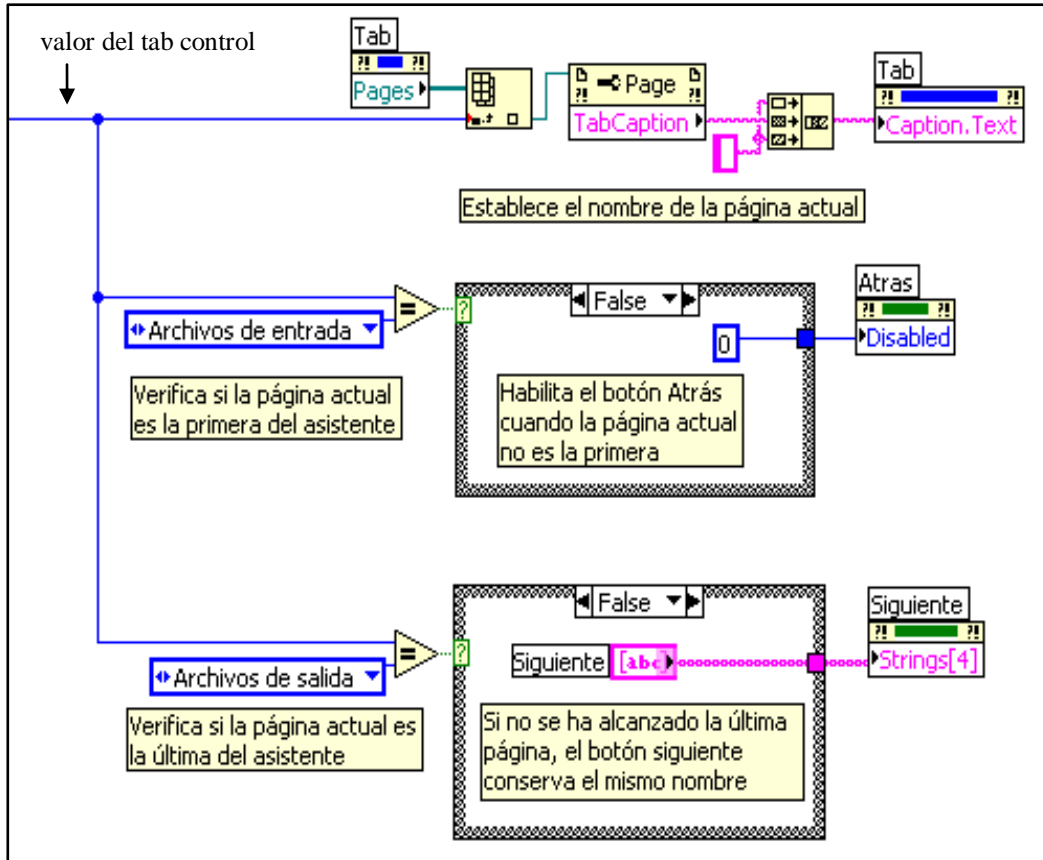 valor del tab control
Tab
Pages
Page
TabCaption
Tab
Caption.Text
Establece el nombre de la página actual
Archivos de entrada
=
?
False
0
Atras
Disabled
Verifica si la página actual
es la primera del asistente
Habilita el botón Atrás
cuando la página actual
no es la primera
Archivos de salida
=
?
False
Siguiente
[abc]
Siguiente
Strings[4]
Verifica si la página actual es
la última del asistente
Si no se ha alcanzado la última
página, el botón siguiente
conserva el mismo nombre